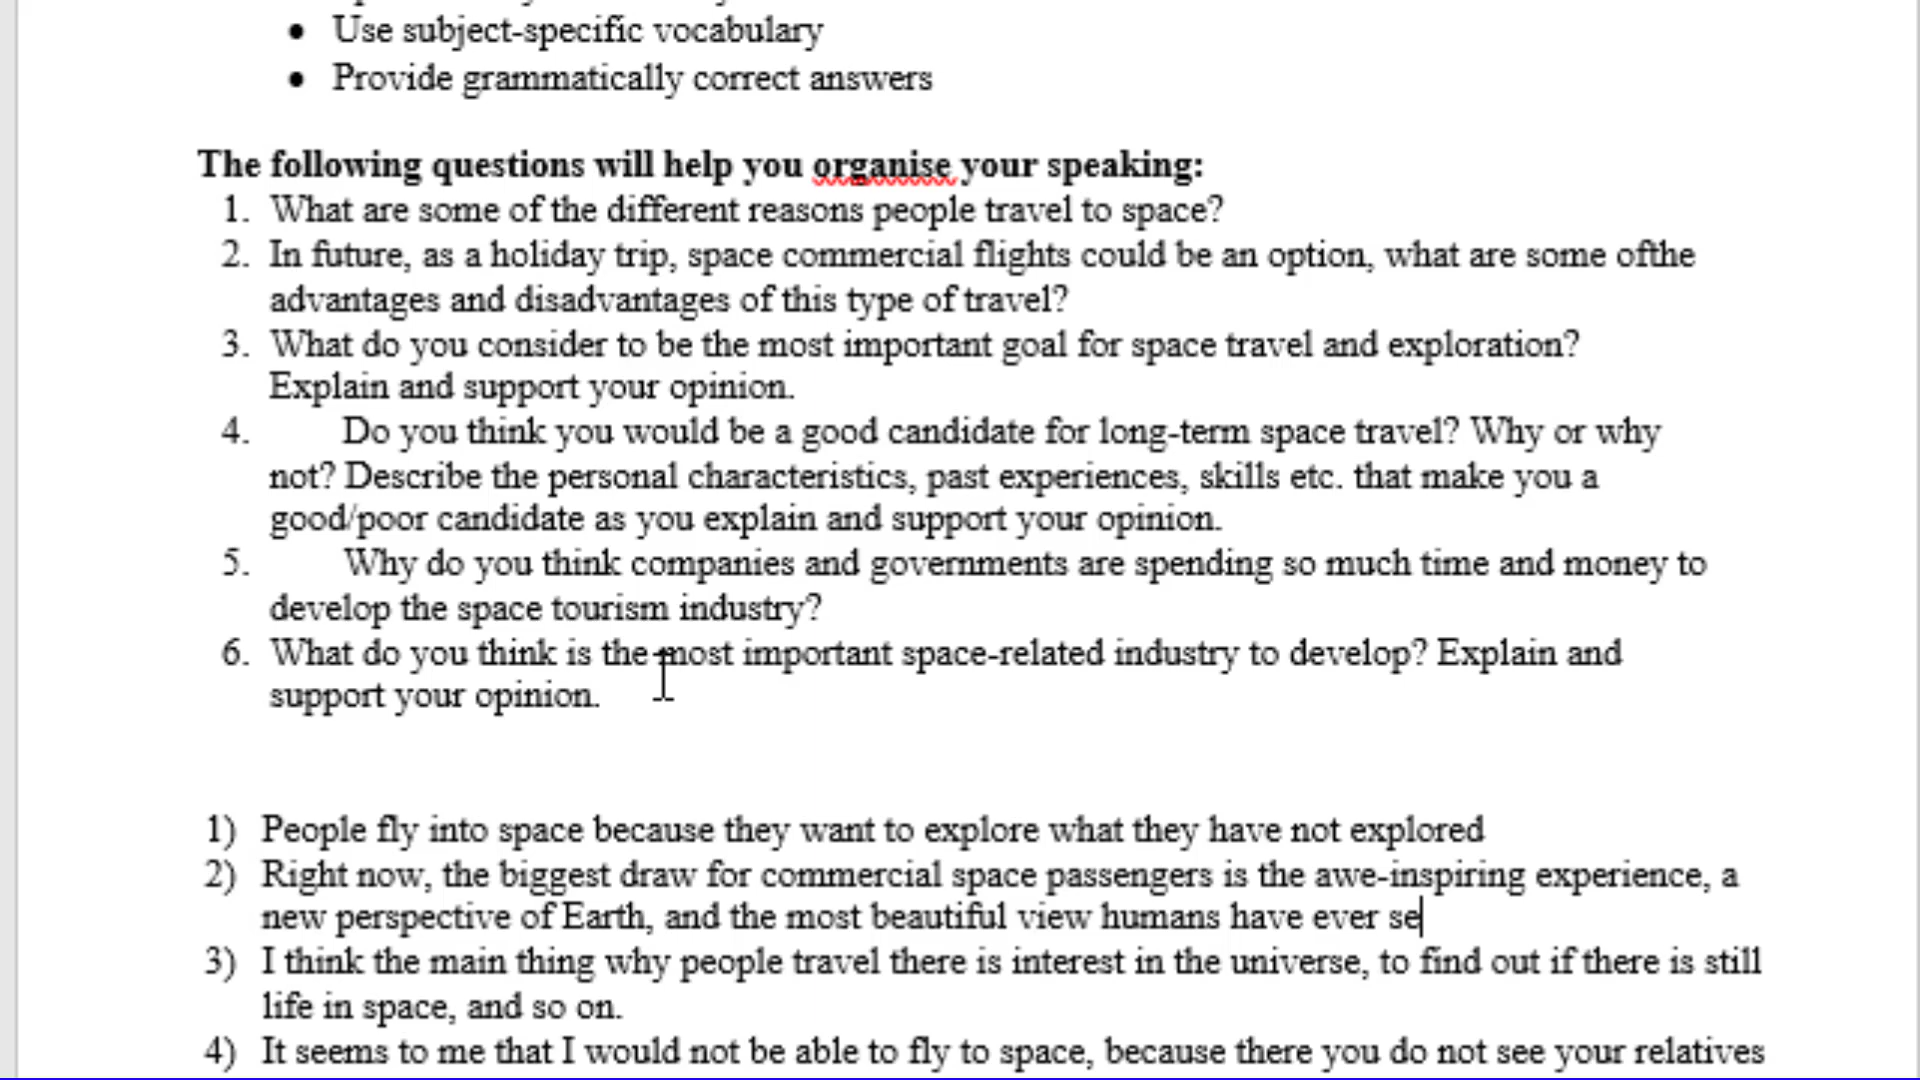 Use subject-specific vocabulary
Provide grammatically correct answers
The following questions will help you organise your speaking:
1. What are some of the different reasons people travel to space?
2. In future, as a holiday trip, space commercial flights could be an option, what are some ofthe
advantages and disadvantages of this type of travel?
3. What do you consider to be the most important goal for space travel and exploration?
Explain and support your opinion.
4. Do you think you would be a good candidate for long-term space travel? Why or why
not? Describe the personal characteristics, past experiences, skills etc. that make you a
good/poor candidate as you explain and support your opinion.
5. Why do you think companies and governments are spending so much time and money to
develop the space tourism industry?
6. What do you think is the most important space-related industry to develop? Explain and
support your opinion.
1) People fly into space because they want to explore what they have not explored
2) Right now, the biggest draw for commercial space passengers is the awe-inspiring experience, a
new perspective of Earth, and the most beautiful view humans have ever se
3) I think the main thing why people travel there is interest in the universe, to find out if there is still
life in space, and so on.
4) It seems to me that I would not be able to fly to space, because there you do not see your relatives